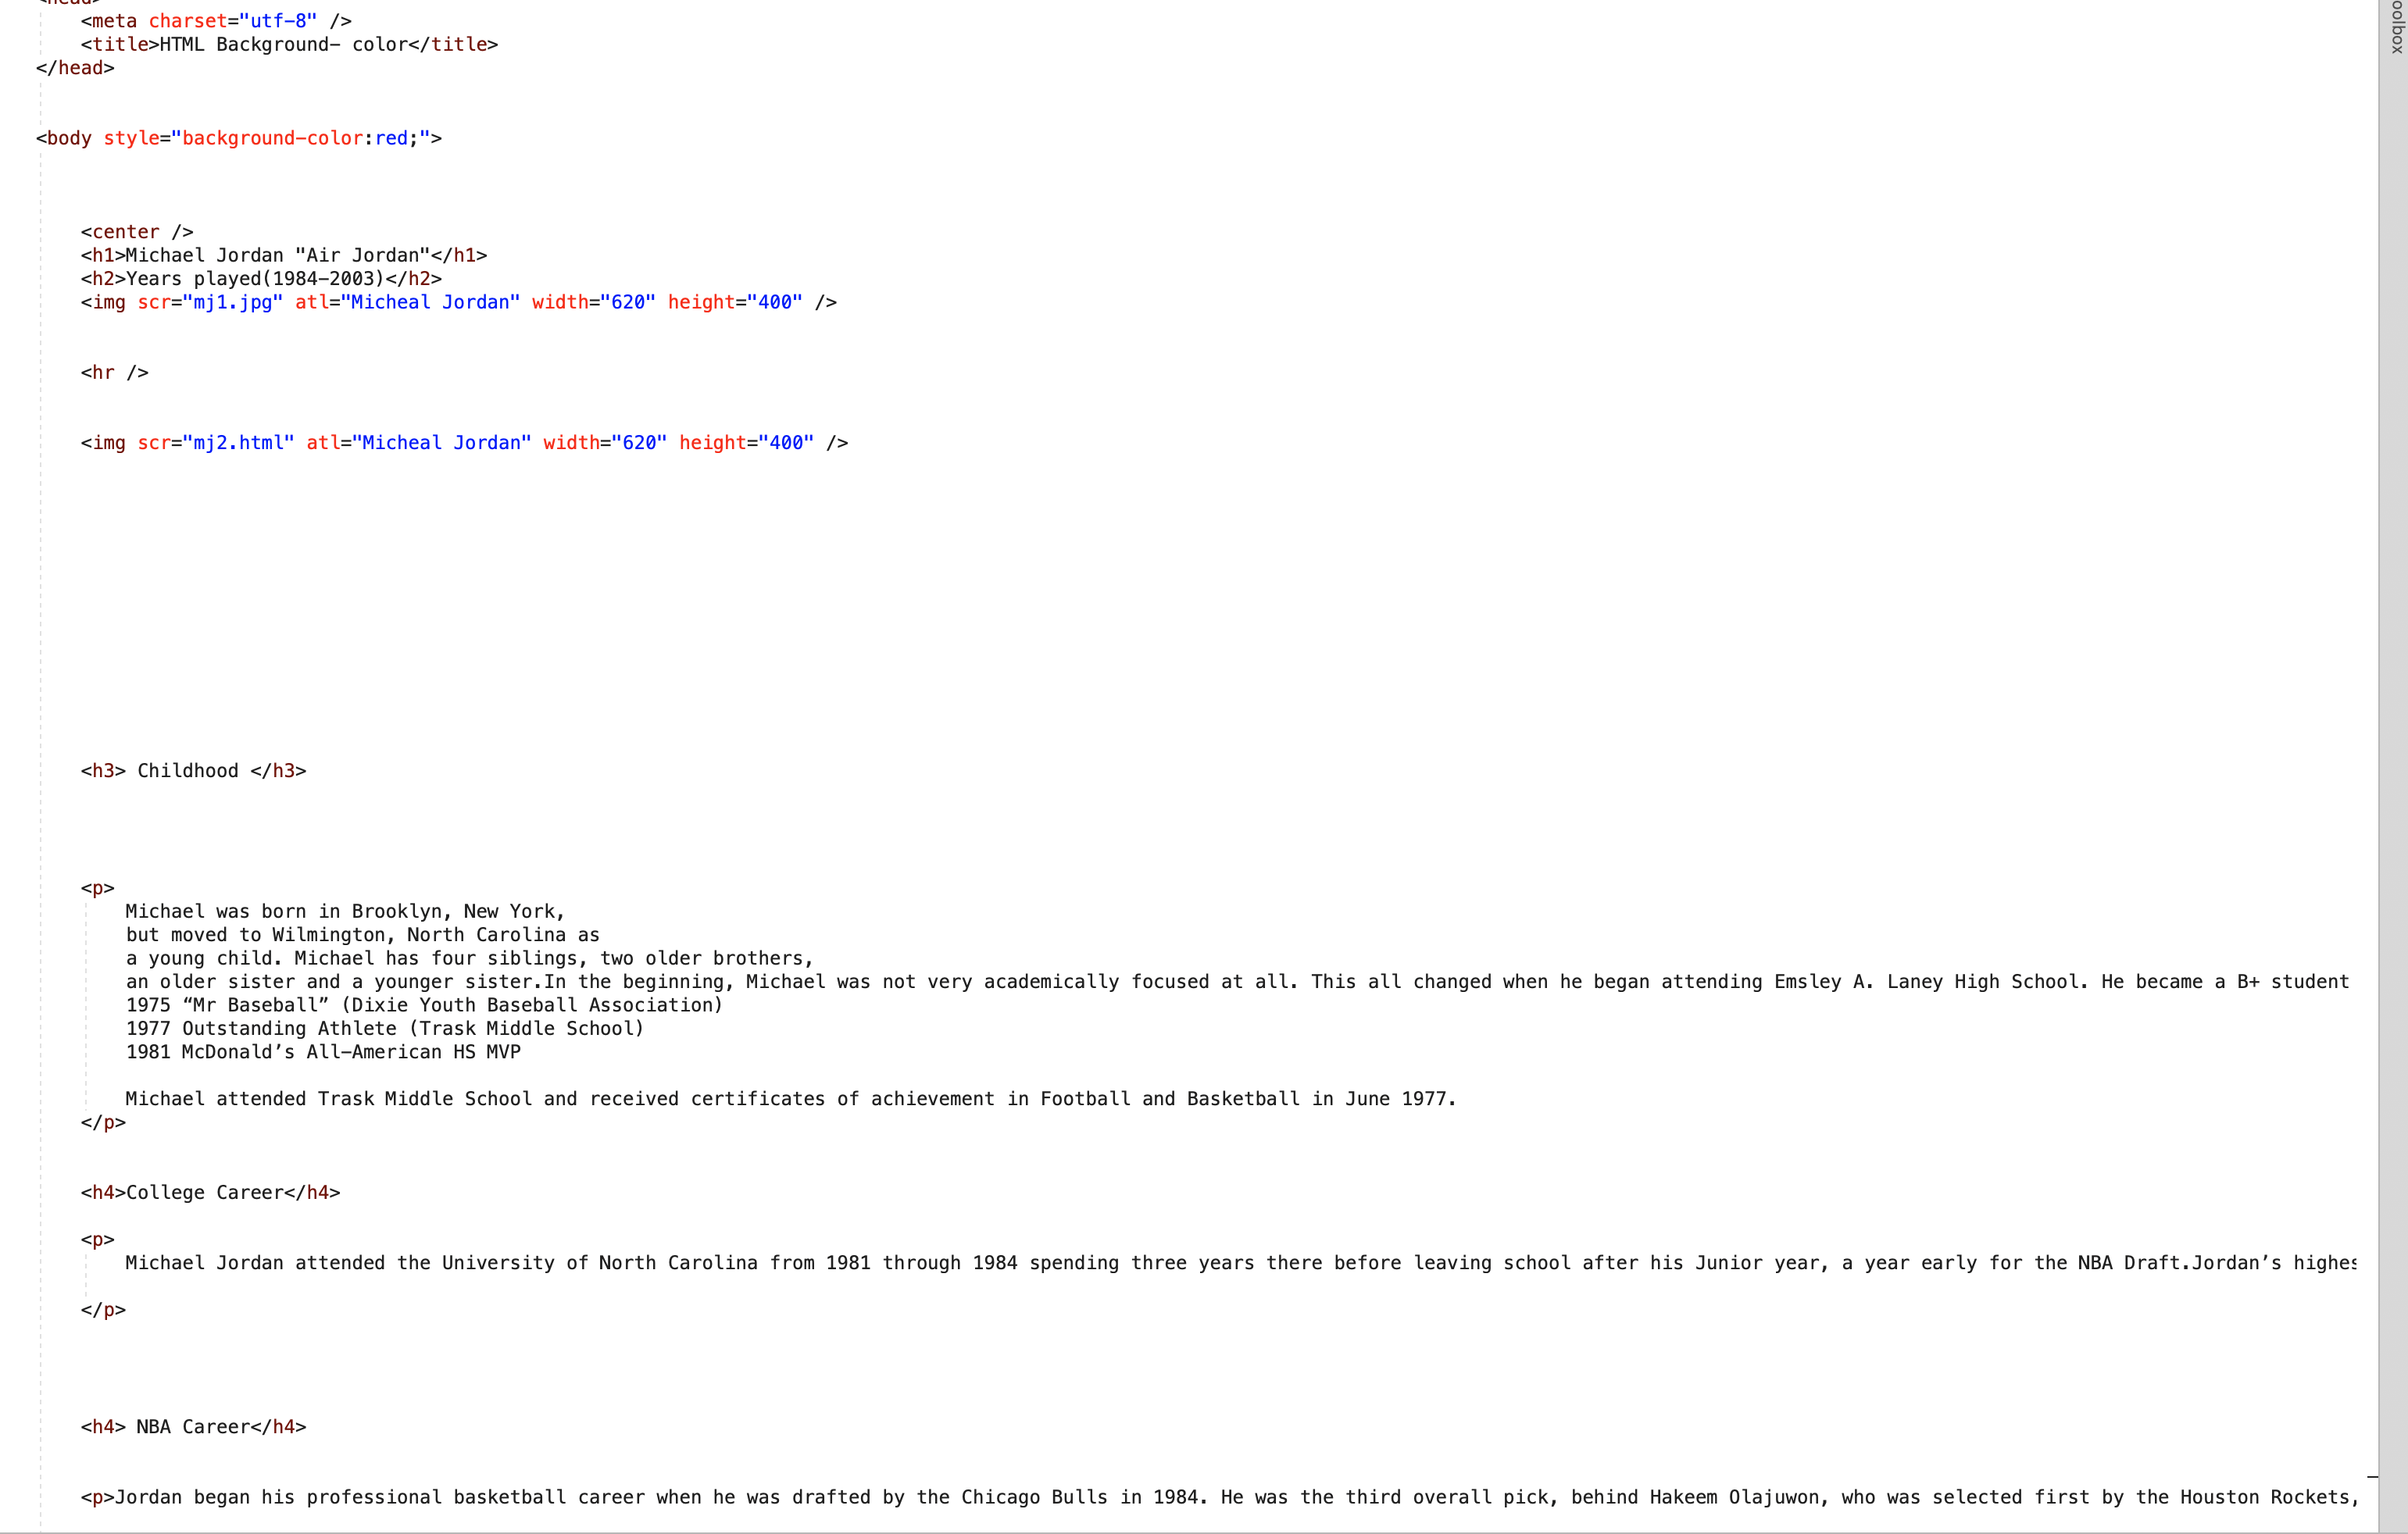 <head>
<meta charset="utf-8" />
<title>HTML Background- color</title>
</head>
<body style="background-color:red;">
<center />
<h1>Michael Jordan "Air Jordan"</h1>
<h2>Years played(1984-2003)</h2>
<img scr="mj1.jpg" atl="Micheal Jordan" width="620" height="400" />
<hr />
<img scr="mj2.html" atl="Micheal Jordan" width="620" height="400" />
<h3> Childhood </h3>
<p>
Michael was born in Brooklyn, New York,
but moved to Wilmington, North Carolina as
a young child. Michael has four siblings, two older brothers,
an older sister and a younger sister.In the beginning, Michael was not very academically focused at all. This all changed when he began attending Emsley A. Laney High School. He became a B+ student
1975 “Mr Baseball” (Dixie Youth Baseball Association)
1977 Outstanding Athlete (Trask Middle School)
1981 McDonald’s All-American HS MVP
Michael attended Trask Middle School and received certificates of achievement in Football and Basketball in June 1977.
</p>
<h4>College Career</h4>
<p>
Michael Jordan attended the University of North Carolina from 1981 through 1984 spending three years there before leaving school after his Junior year, a year early for the NBA Draft.Jordan’s highes
</p>
<h4> NBA Career</h4>
<p>Jordan began his professional basketball career when he was drafted by the Chicago Bulls in 1984. He was the third overall pick, behind Hakeem Olajuwon, who was selected first by the Houston Rockets,
oolbox